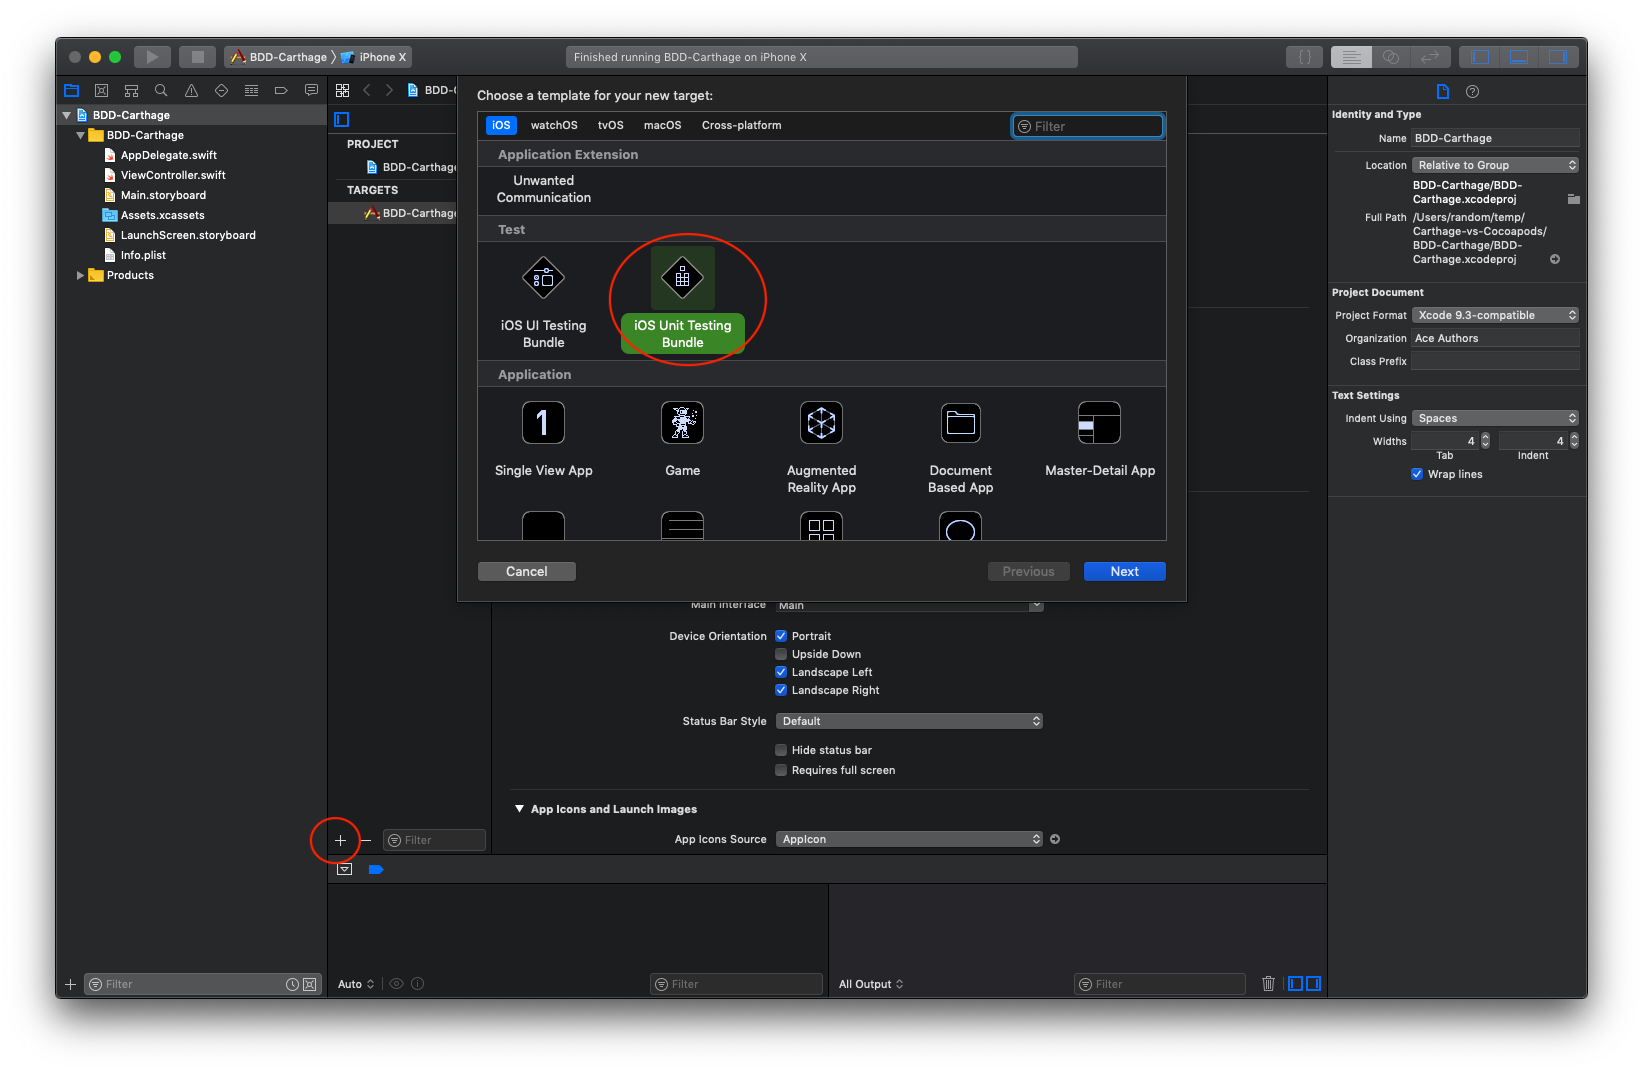 BDD-Carthage
iPhone X
Finished running BDD-Carthage on iPhone X
{ }
BDD-Carthage
BDD-Carthage
AppDelegate.swift
ViewController.swift
Main.storyboard
Assets.xcassets
LaunchScreen.storyboard
Info.plist
Products
Filter
BDD-C
PROJECT
BDD-Carthage
TARGETS
BDD-Carthage
Filter
Choose a template for your new target:
iOS
watchOS
tvOS
macOS
Cross-platform
Filter
Application Extension
Unwanted
Communication
Test
iOS UI Testing
Bundle
iOS Unit Testing
Bundle
Application
1
Single View App
Game
Augmented
Reality App
Document
Based App
Master-Detail App
Cancel
Previous
Next
Main Interface
Main
Device Orientation
Portrait
Upside Down
Landscape Left
Landscape Right
Status Bar Style
Default
Hide status bar
Requires full screen
App Icons and Launch Images
App Icons Source
AppIcon
Auto
Filter
All Output
Filter
Identity and Type
Name
BDD-Carthage
Location
Relative to Group
BDD-Carthage/BDD-
Carthage.xcodeproj
Full Path
/Users/random/temp/
Carthage-vs-Cocoapods/
BDD-Carthage/BDD-
Carthage.xcodeproj
Project Document
Project Format
Xcode 9.3-compatible
Organization
Ace Authors
Class Prefix
Text Settings
Indent Using
Spaces
Widths
4
4
Tab
Indent
Wrap lines